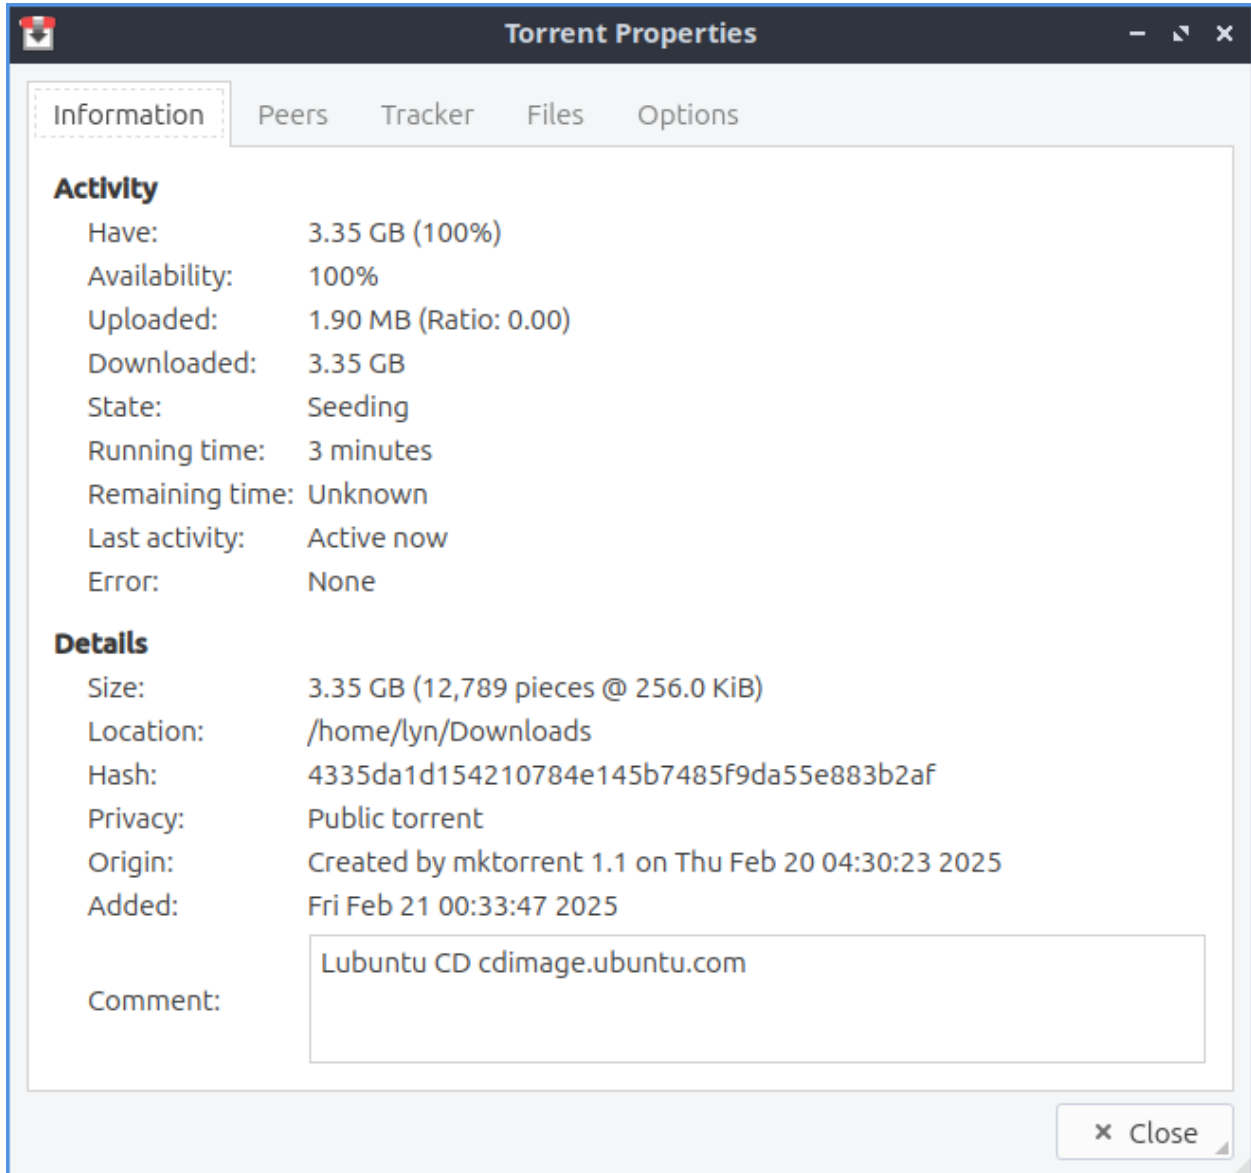 Torrent Properties
Information Peers Tracker Files Options
Activity
Have: 3.35 GB (100%)
Availability: 100%
Uploaded: 1.90 MB (Ratio: 0.00)
Downloaded: 3.35 GB
State: Seeding
Running time: 3 minutes
Remaining time: Unknown
Last activity: Active now
Error: None
Details
Size: 3.35 GB (12,789 pieces @ 256.0 KiB)
Location: /home/lyn/Downloads
Hash: 4335da1d154210784e145b7485f9da55e883b2af
Privacy: Public torrent
Origin: Created by mktorrent 1.1 on Thu Feb 20 04:30:23 2025
Added: Fri Feb 21 00:33:47 2025
Comment: Lubuntu CD cdimage.ubuntu.com
Close